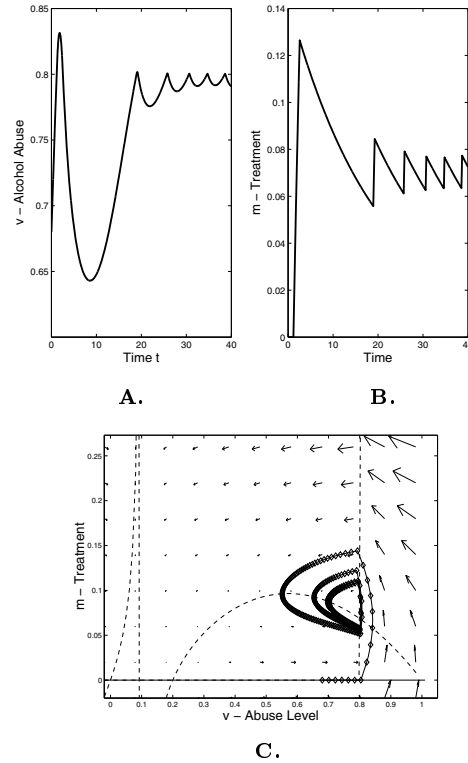 0.85
0.8
0.75
0.7
0.65
v – Alcohol Abuse
0 10 20 30 40
Time t
0.14
0.12
0.1
0.08
0.06
0.04
0.02
0
m – Treatment
0 10 20 30 40
Time
A.
B.
0.25
0.2
0.15
0.1
0.05
0
m – Treatment
0 0.1 0.2 0.3 0.4 0.5 0.6 0.7 0.8 0.9 1
v – Abuse Level
C.